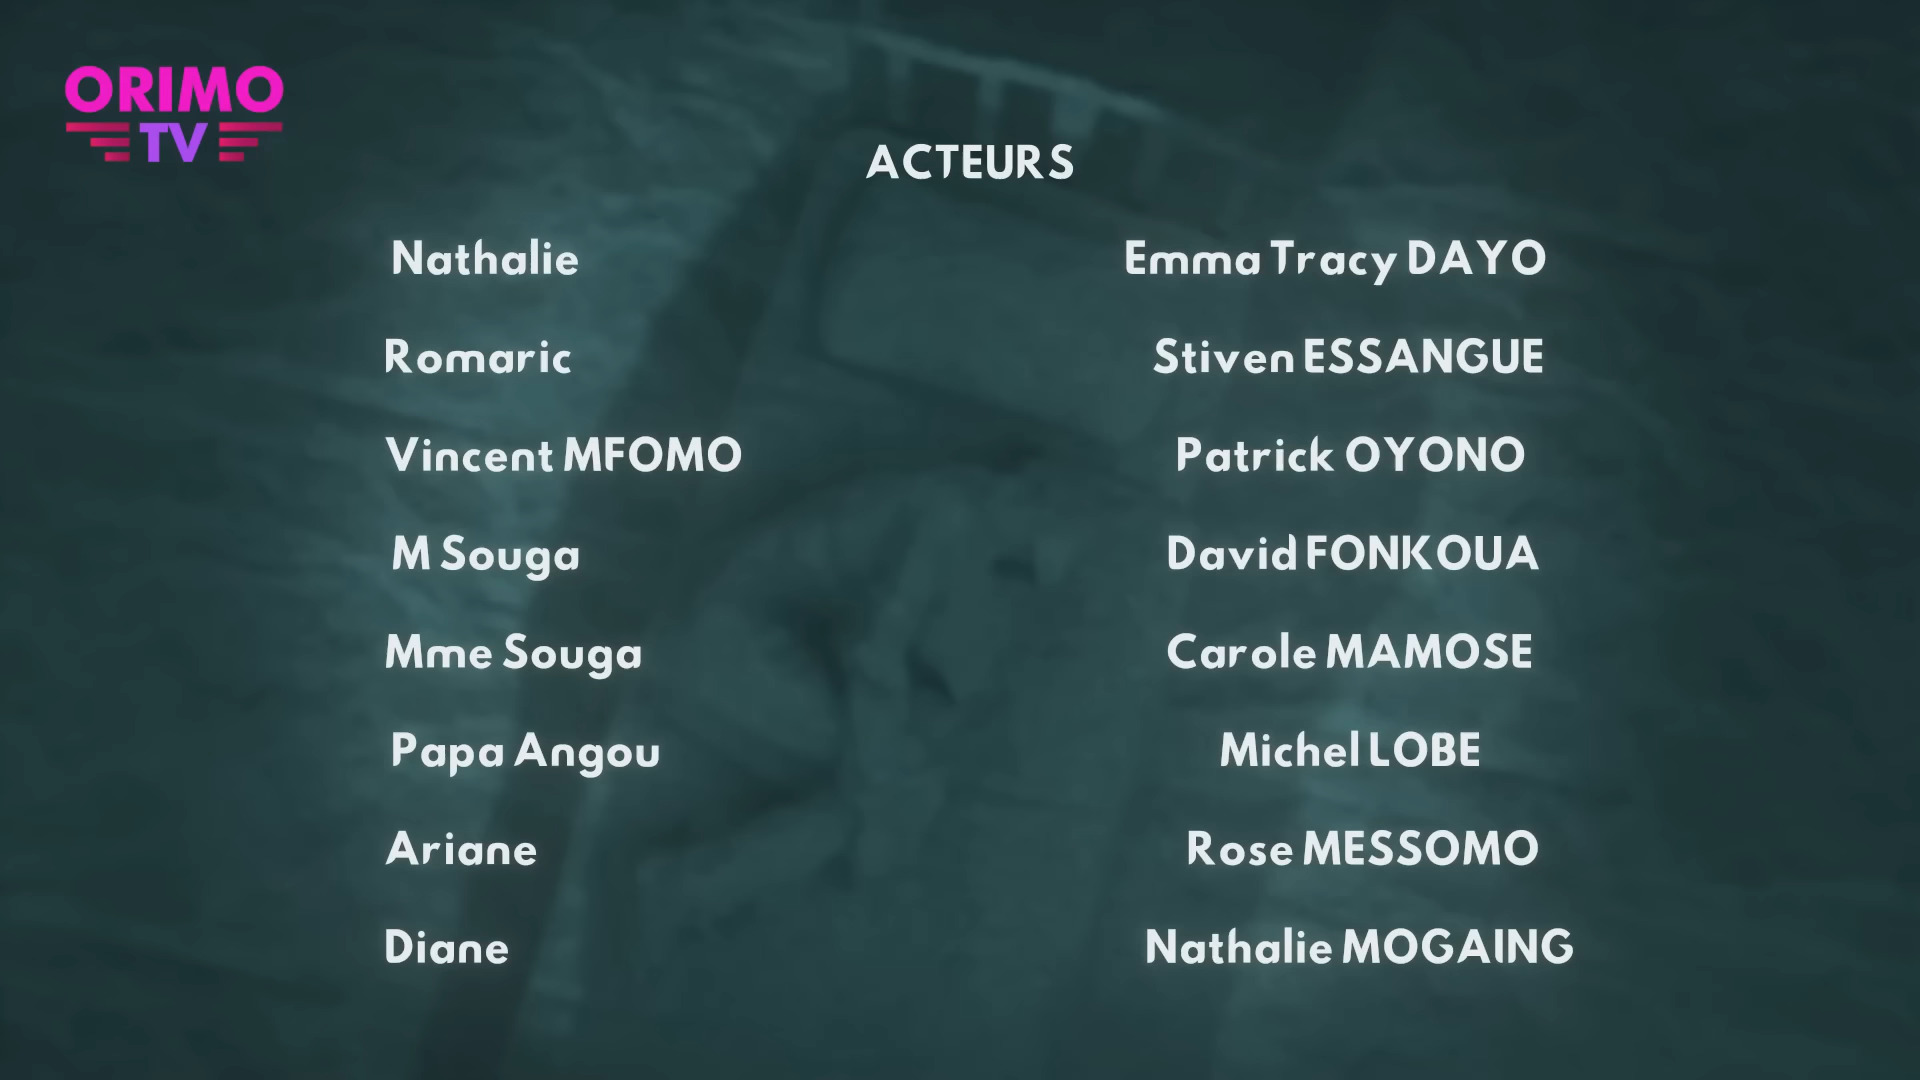 ORIMO
TV
ACTEURS
Nathalie Emma Tracy DAYO
Romaric Stiven ESSANGUE
Vincent MFOMO Patrick OYONO
M Souga David FONKOUA
Mme Souga Carole MAMOSE
Papa Angou Michel LOBE
Ariane Rose MESSOMO
Diane Nathalie MOGAING